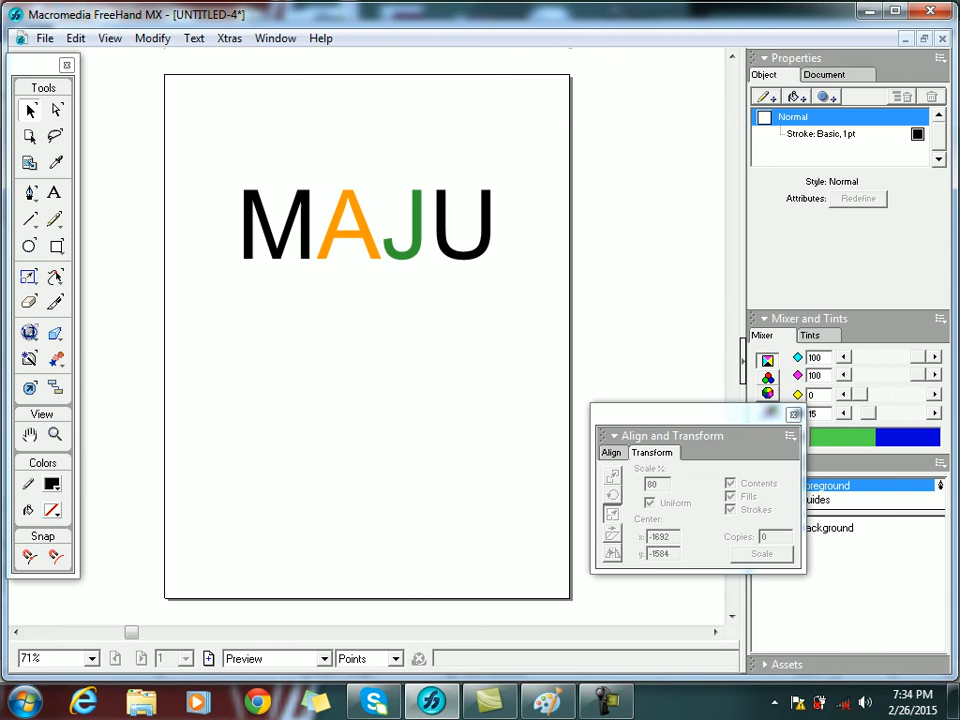 Macromedia FreeHand MX - [UNTITLED-4*]
File Edit View Modify Text Xtras Window Help
Tools
View
Colors
Snap
MAJU
Properties
Object Document
Normal
Stroke: Basic, 1pt
Style: Normal
Attributes: Redefine
Mixer and Tints
Mixer Tints
100
100
0
15
Align and Transform
Align Transform
Scale %:
80
Uniform
Center:
x: -1692
y: -1584
Contents
Fills
Strokes
Copies: 0
Scale
oreground
uides
ackground
Assets
71% 1 Preview Points
7:34 PM
2/26/2015